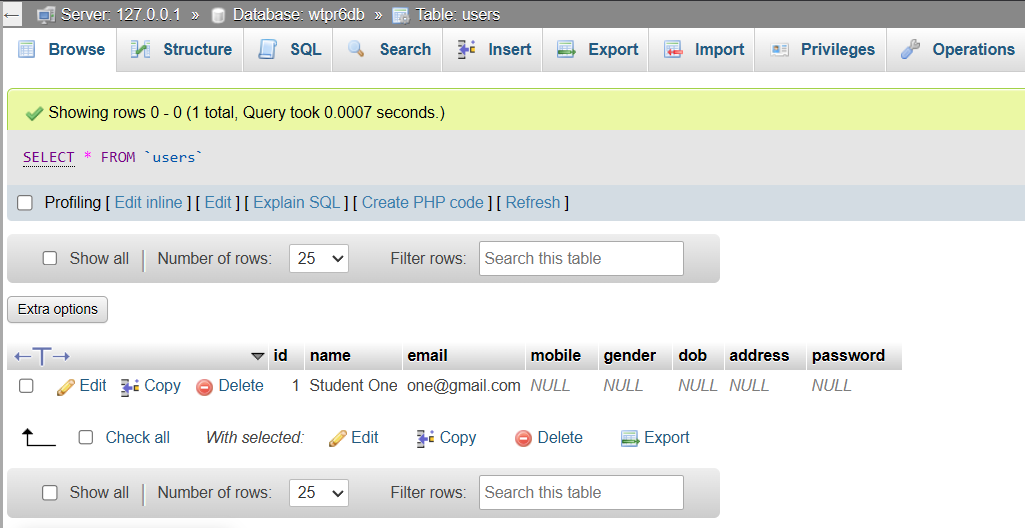 Server: 127.0.0.1 » Database: wtpr6db » Table: users
Browse Structure SQL Search Insert Export Import Privileges Operations
Showing rows 0 - 0 (1 total, Query took 0.0007 seconds.)
SELECT * FROM `users`
Profiling [ Edit inline ] [ Edit ] [ Explain SQL ] [ Create PHP code ] [ Refresh ]
Show all Number of rows: 25 Filter rows: Search this table
Extra options
←T→ id name email mobile gender dob address password
Edit Copy Delete 1 Student One one@gmail.com NULL NULL NULL NULL NULL
Check all With selected: Edit Copy Delete Export
Show all Number of rows: 25 Filter rows: Search this table